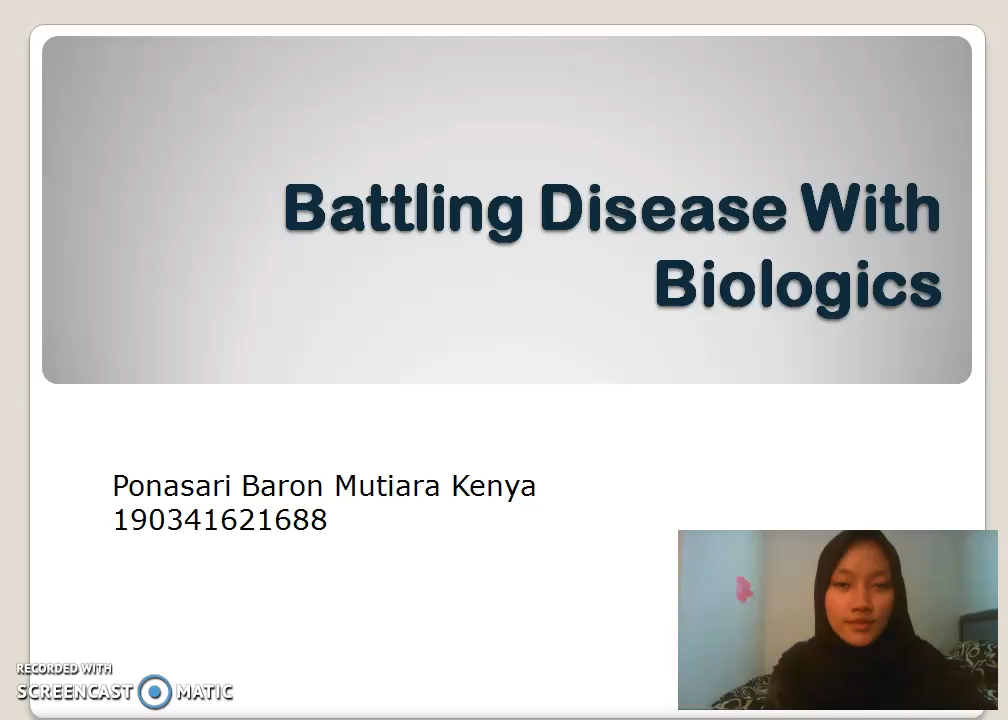 Battling Disease With
Biologics
Ponasari Baron Mutiara Kenya
190341621688
RECORDED WITH
SCREENCAST MATIC